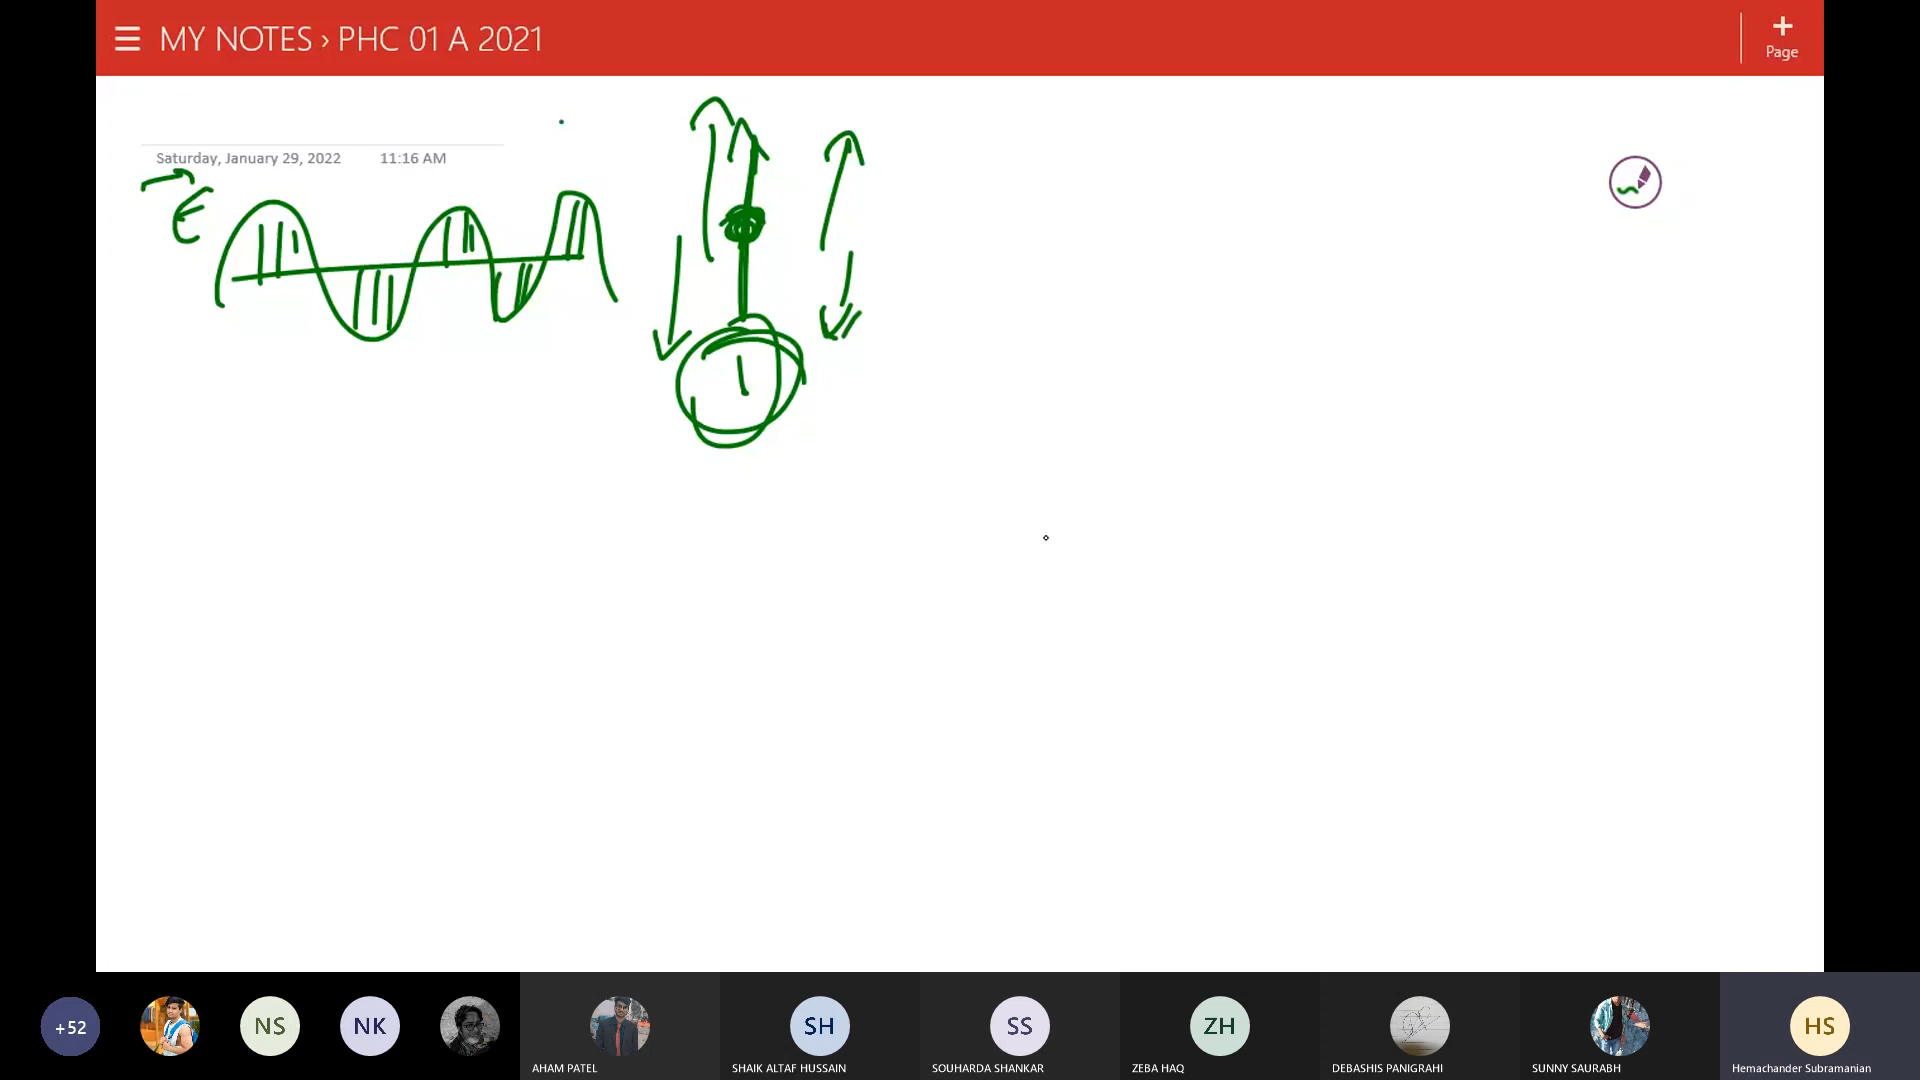 MY NOTES › PHC 01 A 2021
+
Page
Saturday, January 29, 2022 11:16 AM
E
+52
NS
NK
SH
SS
ZH
HS
AHAM PATEL
SHAIK ALTAF HUSSAIN
SOUHARDA SHANKAR
ZEBA HAQ
DEBASHIS PANIGRAHI
SUNNY SAURABH
Hemachander Subramanian